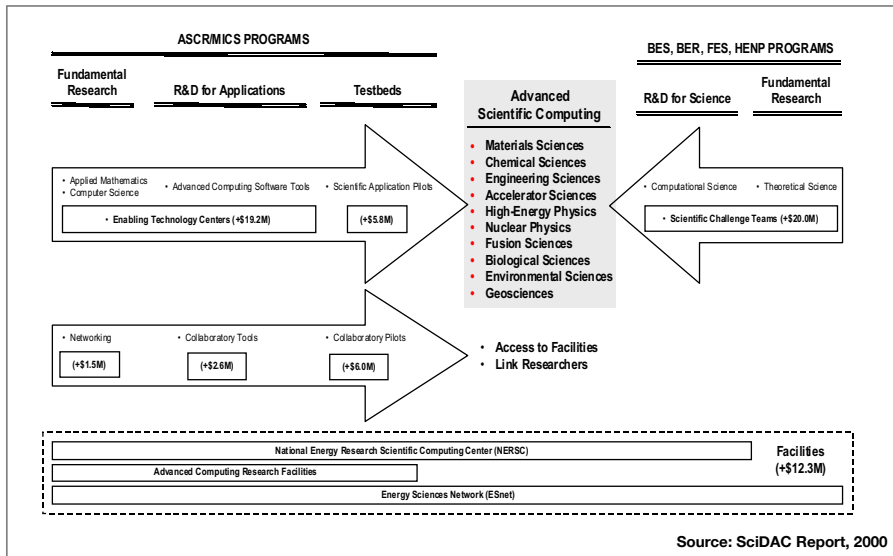 ASCR/MICS PROGRAMS
BES, BER, FES, HENP PROGRAMS
Fundamental
Research
R&D for Applications
Testbeds
Advanced
Scientific Computing
R&D for Science
Fundamental
Research
• Materials Sciences
• Chemical Sciences
• Engineering Sciences
• Accelerator Sciences
• High-Energy Physics
• Nuclear Physics
• Fusion Sciences
• Biological Sciences
• Environmental Sciences
• Geosciences
• Applied Mathematics
• Computer Science
• Advanced Computing Software Tools
• Scientific Application Pilots
• Enabling Technology Centers (+$19.2M)
(+$5.8M)
• Computational Science
• Theoretical Science
• Scientific Challenge Teams (+$20.0M)
• Networking
• Collaboratory Tools
• Collaboratory Pilots
(+$1.5M)
(+$2.6M)
(+$6.0M)
• Access to Facilities
• Link Researchers
National Energy Research Scientific Computing Center (NERSC)
Advanced Computing Research Facilities
Energy Sciences Network (ESnet)
Facilities
(+$12.3M)
Source: SciDAC Report, 2000